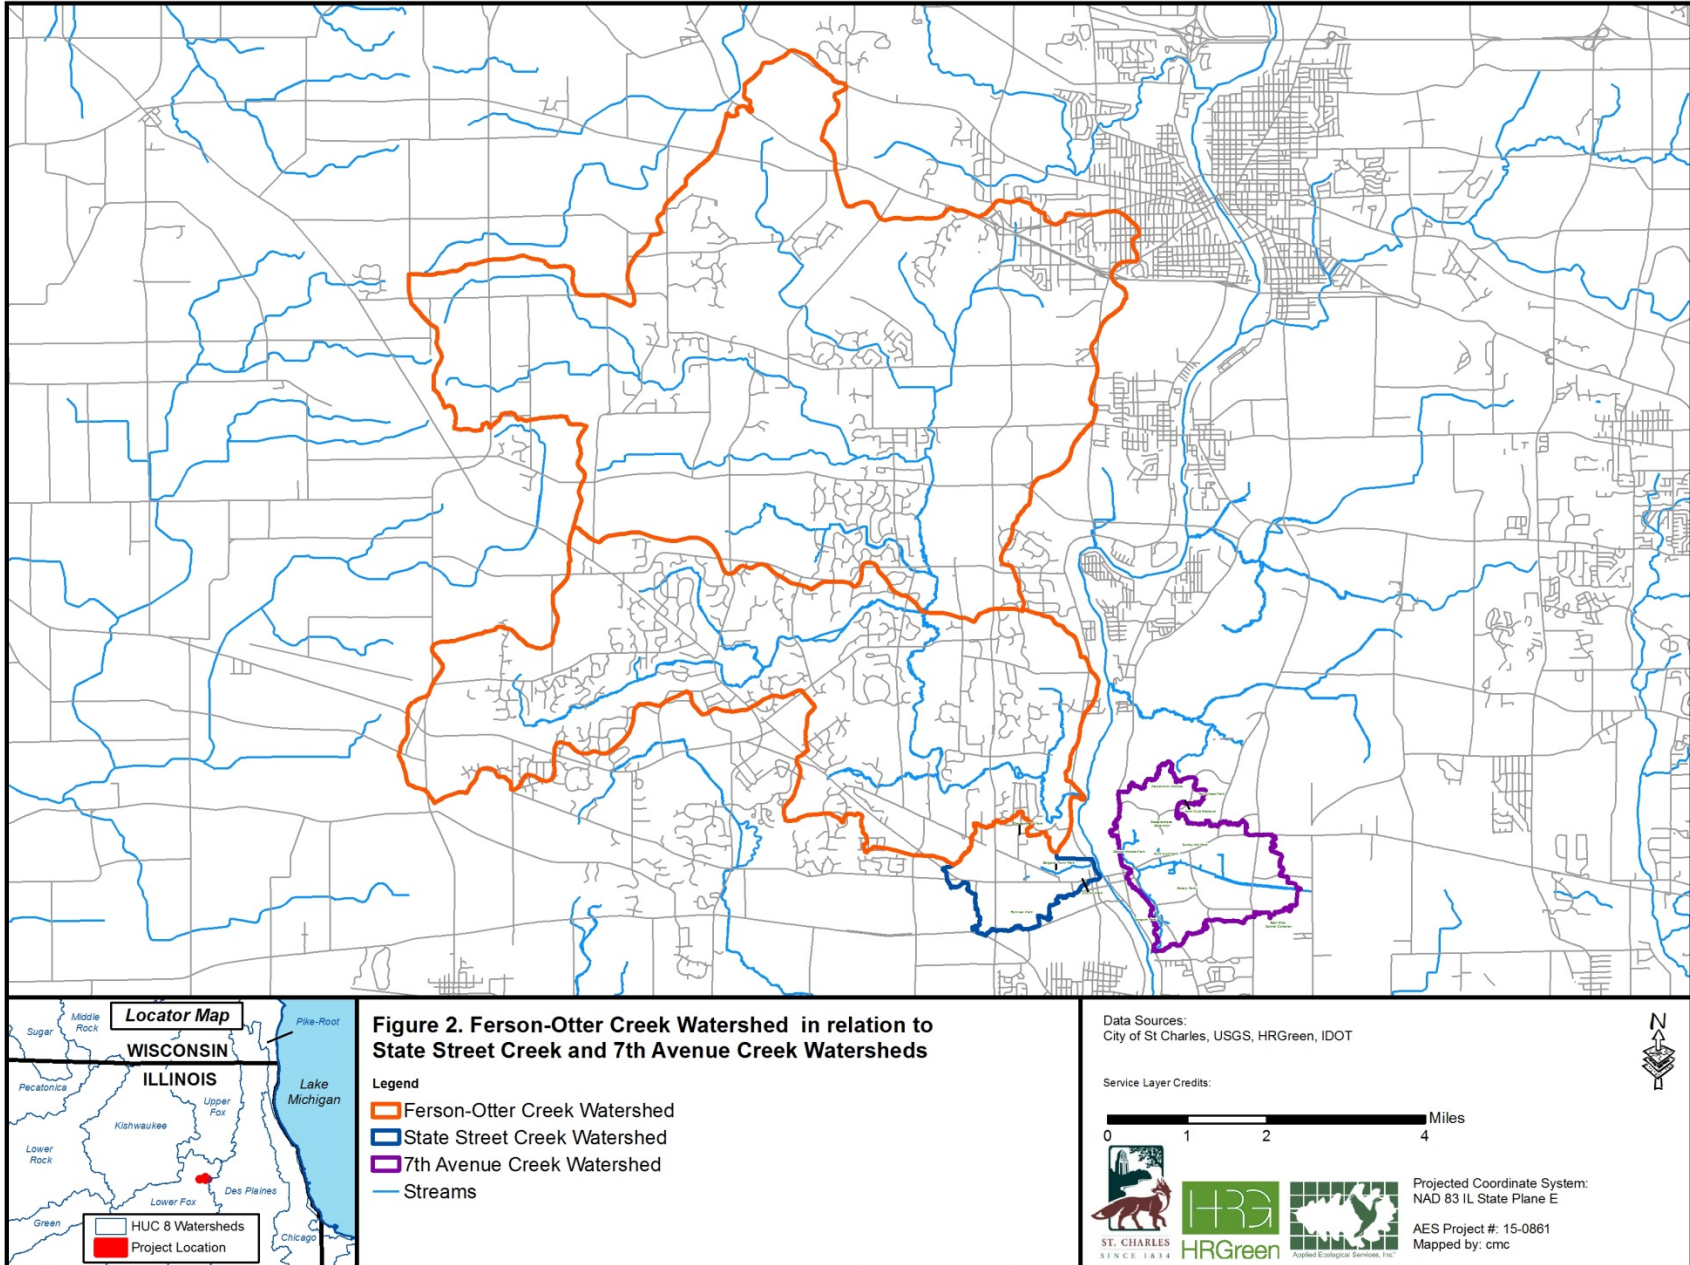 Locator Map
Sugar
Middle
Rock
Pike-Root
WISCONSIN
ILLINOIS
Lake
Michigan
Pecatonica
Upper
Fox
Kishwaukee
Lower
Rock
Des Plaines
Lower Fox
Green
Chicago
HUC 8 Watersheds
Project Location
Figure 2. Ferson-Otter Creek Watershed in relation to
State Street Creek and 7th Avenue Creek Watersheds
Legend
Ferson-Otter Creek Watershed
State Street Creek Watershed
7th Avenue Creek Watershed
Streams
Data Sources:
City of St Charles, USGS, HRGreen, IDOT
N
Service Layer Credits:
Miles
0 1 2 4
ST. CHARLES
SINCE 1834
HRG
HRGreen
Applied Ecological Services, Inc.
Projected Coordinate System:
NAD 83 IL State Plane E
AES Project #: 15-0861
Mapped by: cmc